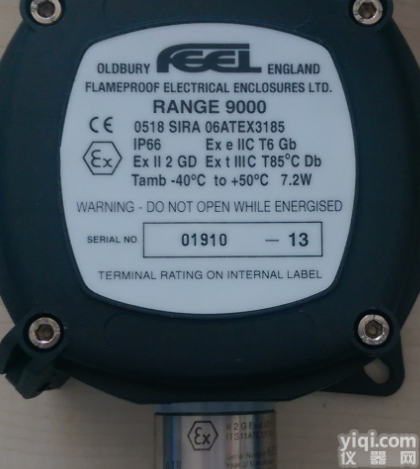 OLDBURY FEEL ENGLAND
FLAMEPROOF ELECTRICAL ENCLOSURES LTD.
RANGE 9000
CE 0518 SIRA 06ATEX3185
IP66 Ex e IIC T6 Gb
Ex Ex II 2 GD Ex t IIIC T85°C Db
Tamb -40°C to +50°C 7.2W
WARNING - DO NOT OPEN WHILE ENERGISED
SERIAL NO 01910 - 13
TERMINAL RATING ON INTERNAL LABEL
Ex
yiqi.com
仪器网